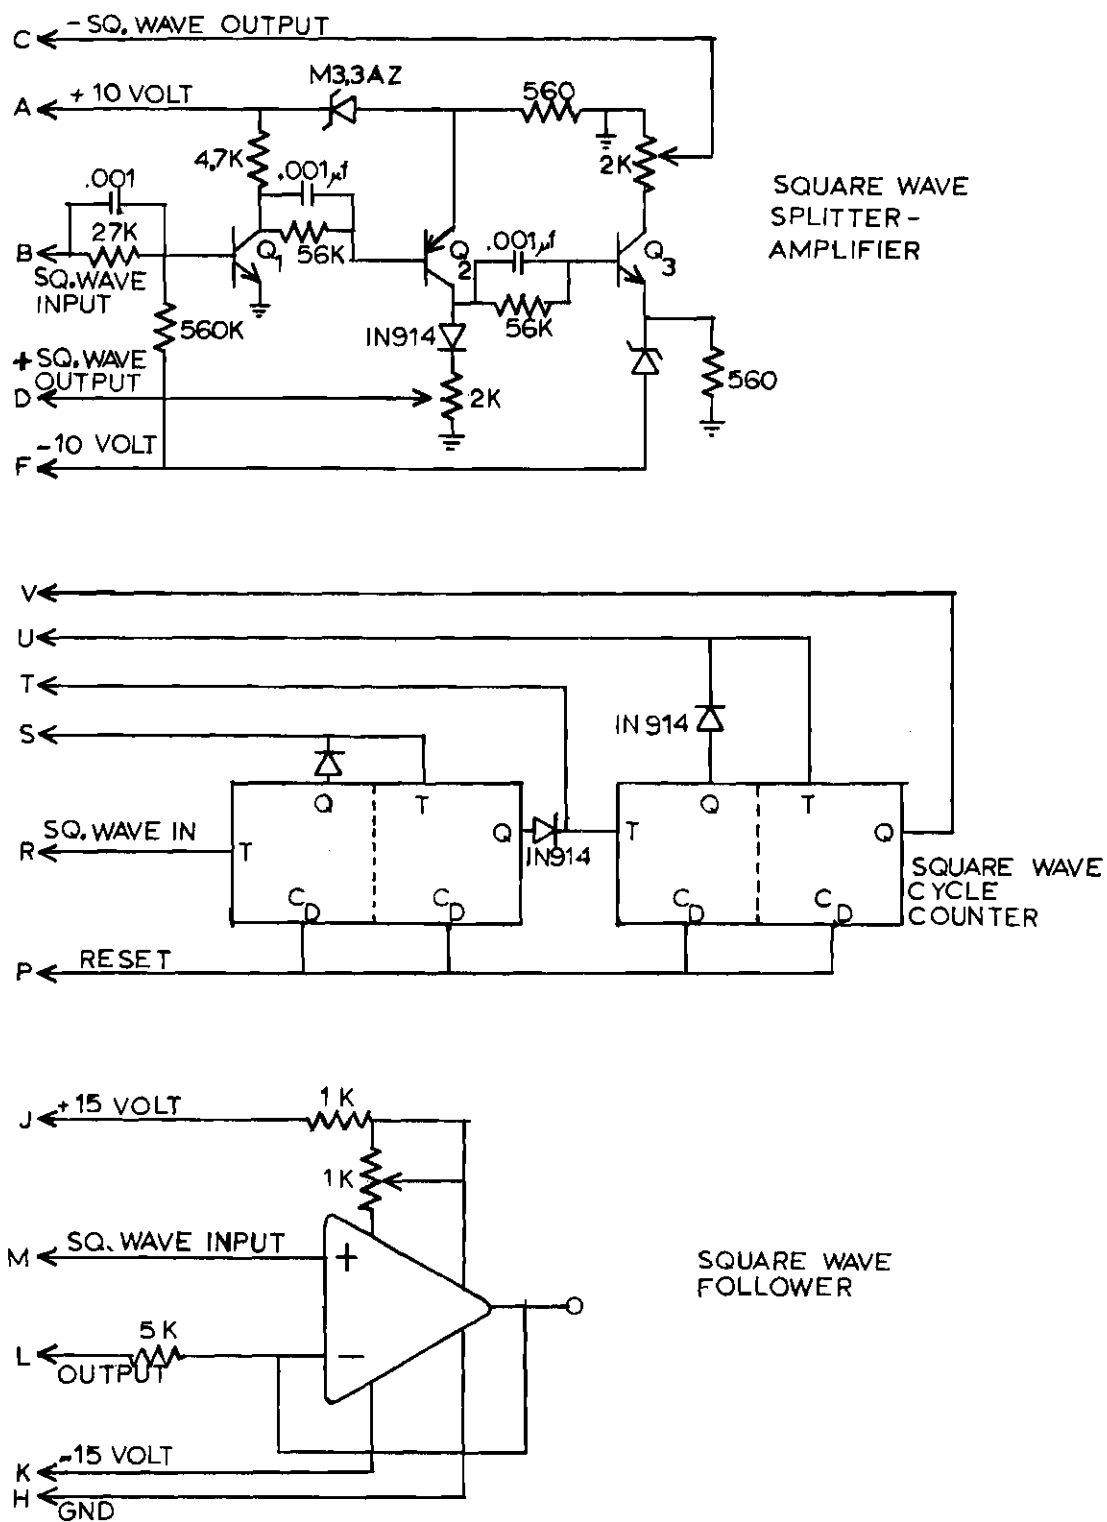 C -SQ. WAVE OUTPUT
M3.3AZ
A +10 VOLT
560
4.7K
.001μf
2K
.001
27K
B
Q1
56K
Q2
.001μf
Q3
SQUARE WAVE
SPLITTER-
AMPLIFIER
SQ.WAVE
INPUT
560K
IN914
56K
+SQ.WAVE
OUTPUT
D
2K
560
-10 VOLT
F
V
U
T
IN 914
S
Q T
Q T
SQ. WAVE IN
R
T
Q
IN914
T
Q
CD CD
CD CD
SQUARE WAVE
CYCLE
COUNTER
RESET
P
1K
J +15 VOLT
1K
M SQ. WAVE INPUT
+
SQUARE WAVE
FOLLOWER
5K
L
OUTPUT
−
-15 VOLT
K
H
GND